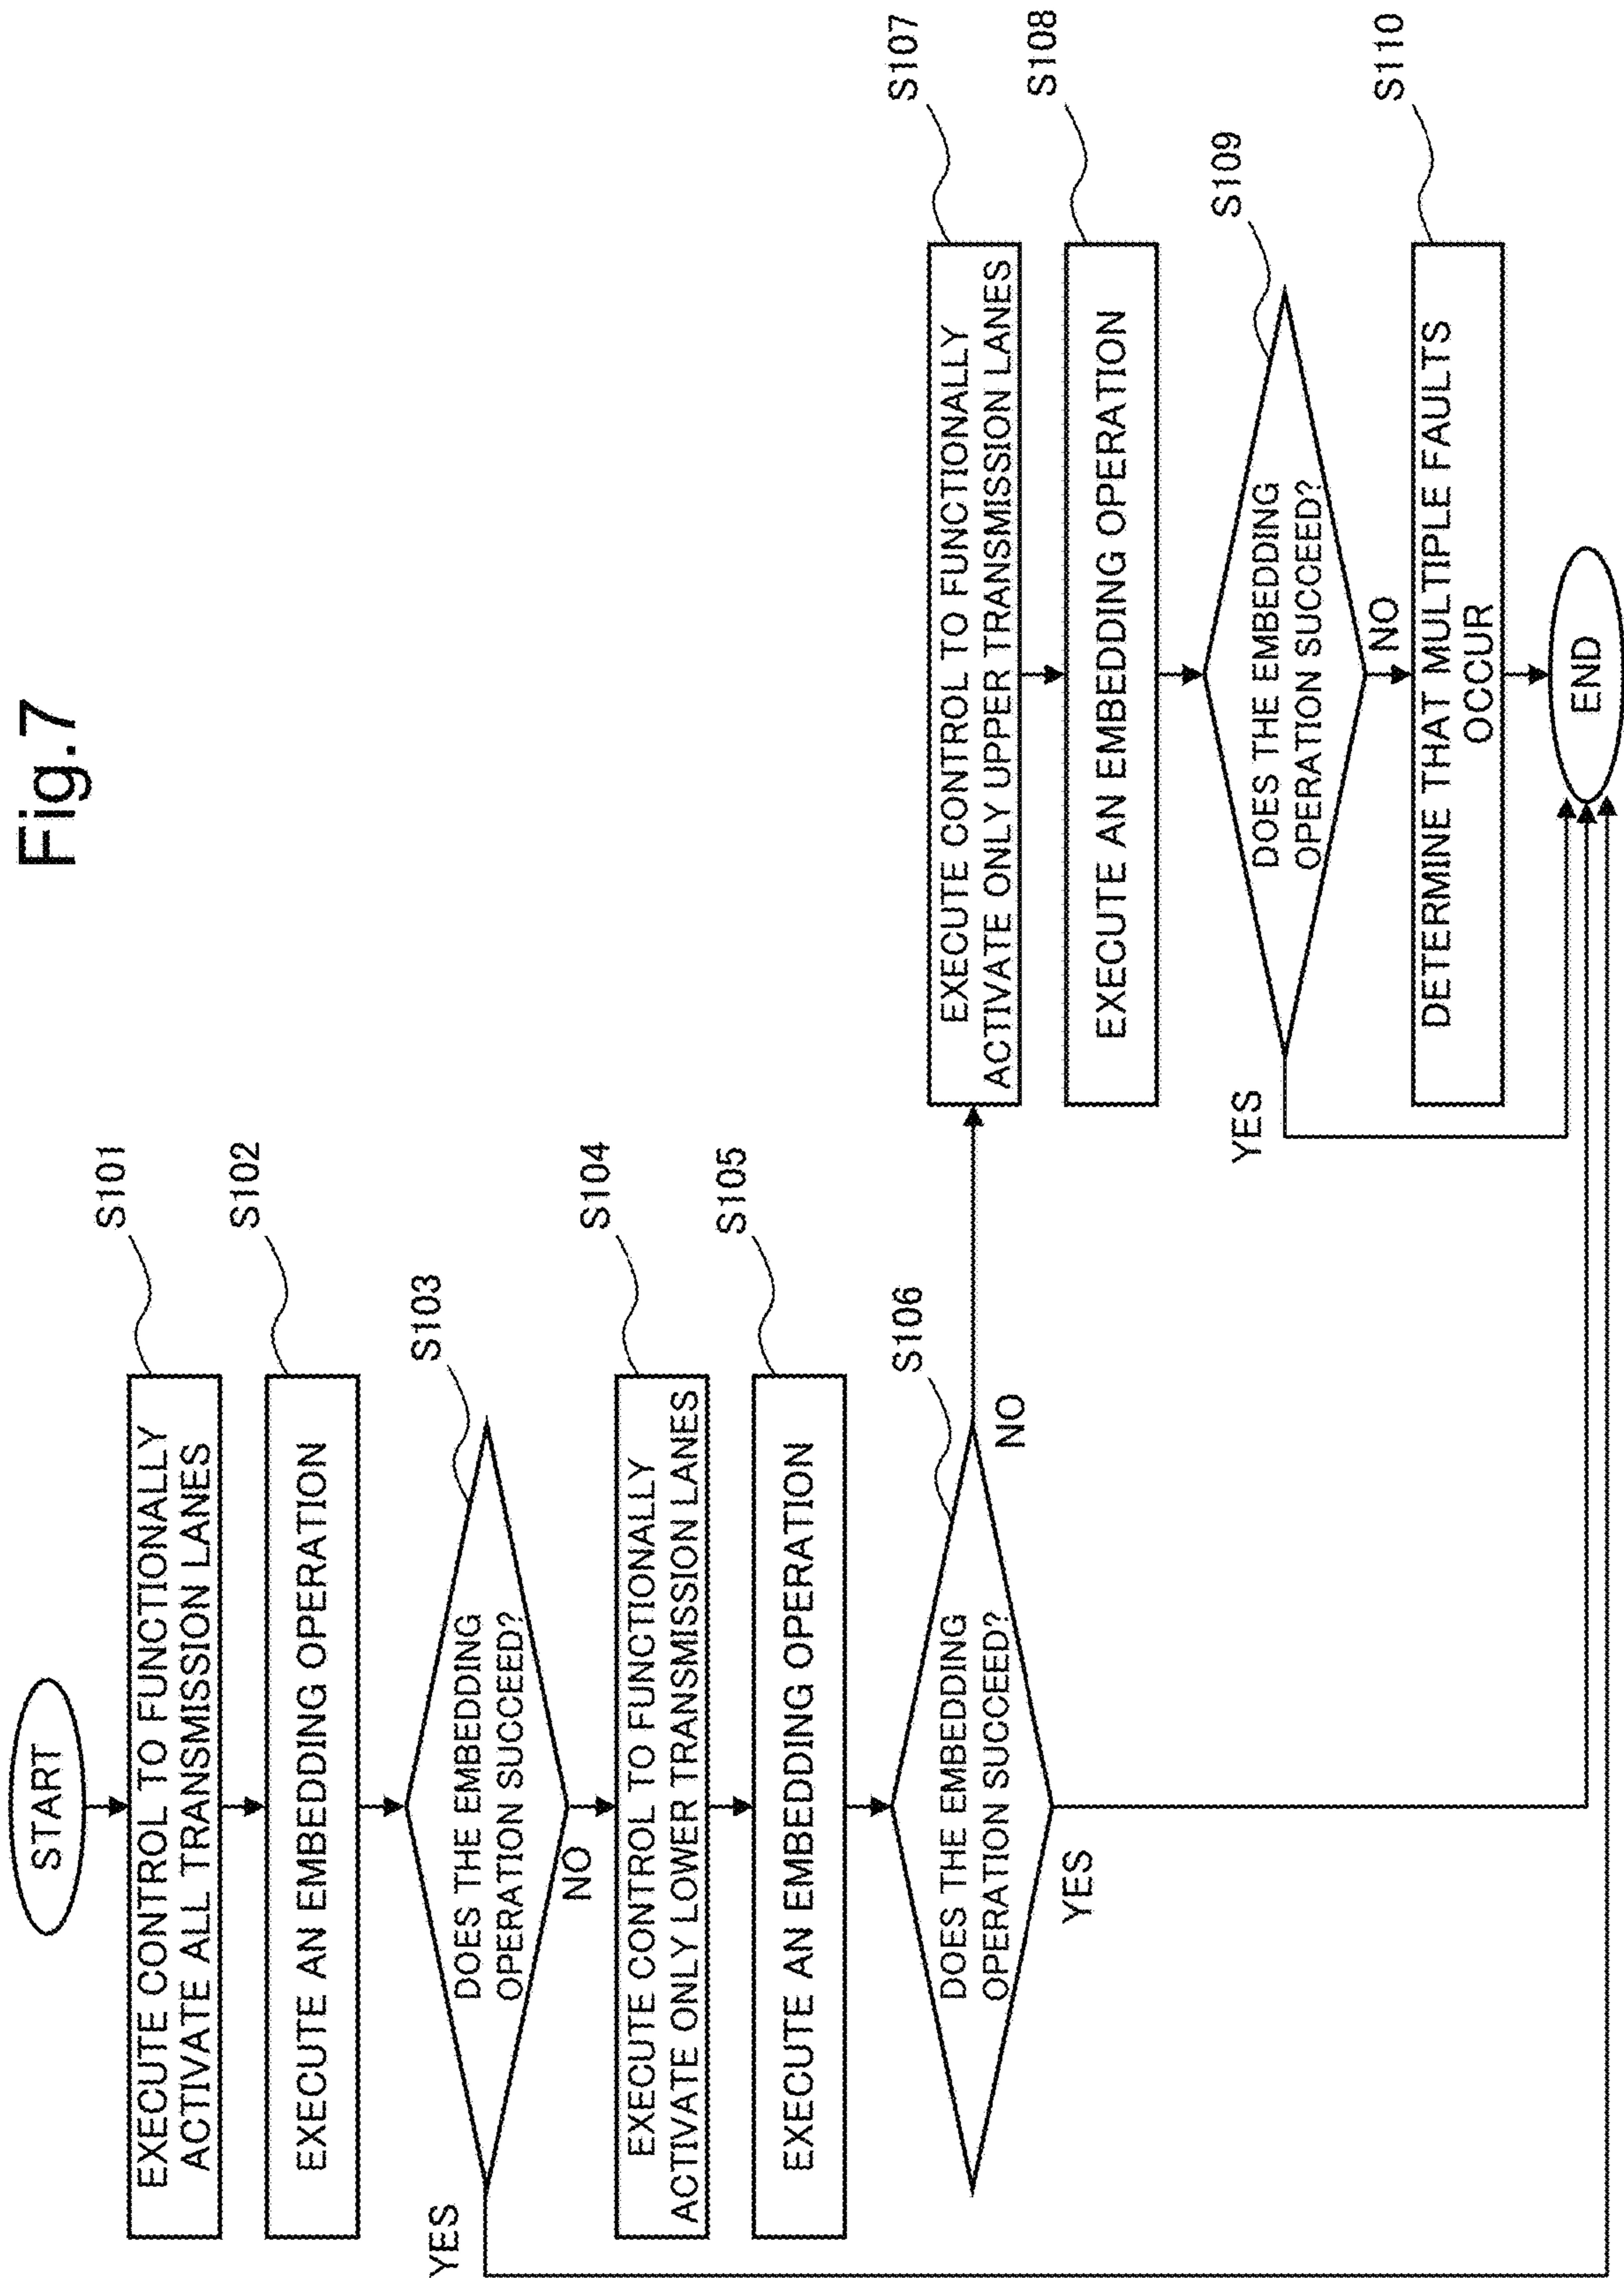 Fig.7
START
EXECUTE CONTROL TO FUNCTIONALLY
ACTIVATE ALL TRANSMISSION LANES
S101
EXECUTE AN EMBEDDING OPERATION
S102
DOES THE EMBEDDING
OPERATION SUCCEED?
S103
YES
NO
EXECUTE CONTROL TO FUNCTIONALLY
ACTIVATE ONLY LOWER TRANSMISSION LANES
S104
EXECUTE AN EMBEDDING OPERATION
S105
DOES THE EMBEDDING
OPERATION SUCCEED?
S106
NO
YES
EXECUTE CONTROL TO FUNCTIONALLY
ACTIVATE ONLY UPPER TRANSMISSION LANES
S107
EXECUTE AN EMBEDDING OPERATION
S108
DOES THE EMBEDDING
OPERATION SUCCEED?
S109
YES
NO
DETERMINE THAT MULTIPLE FAULTS
OCCUR
S110
END